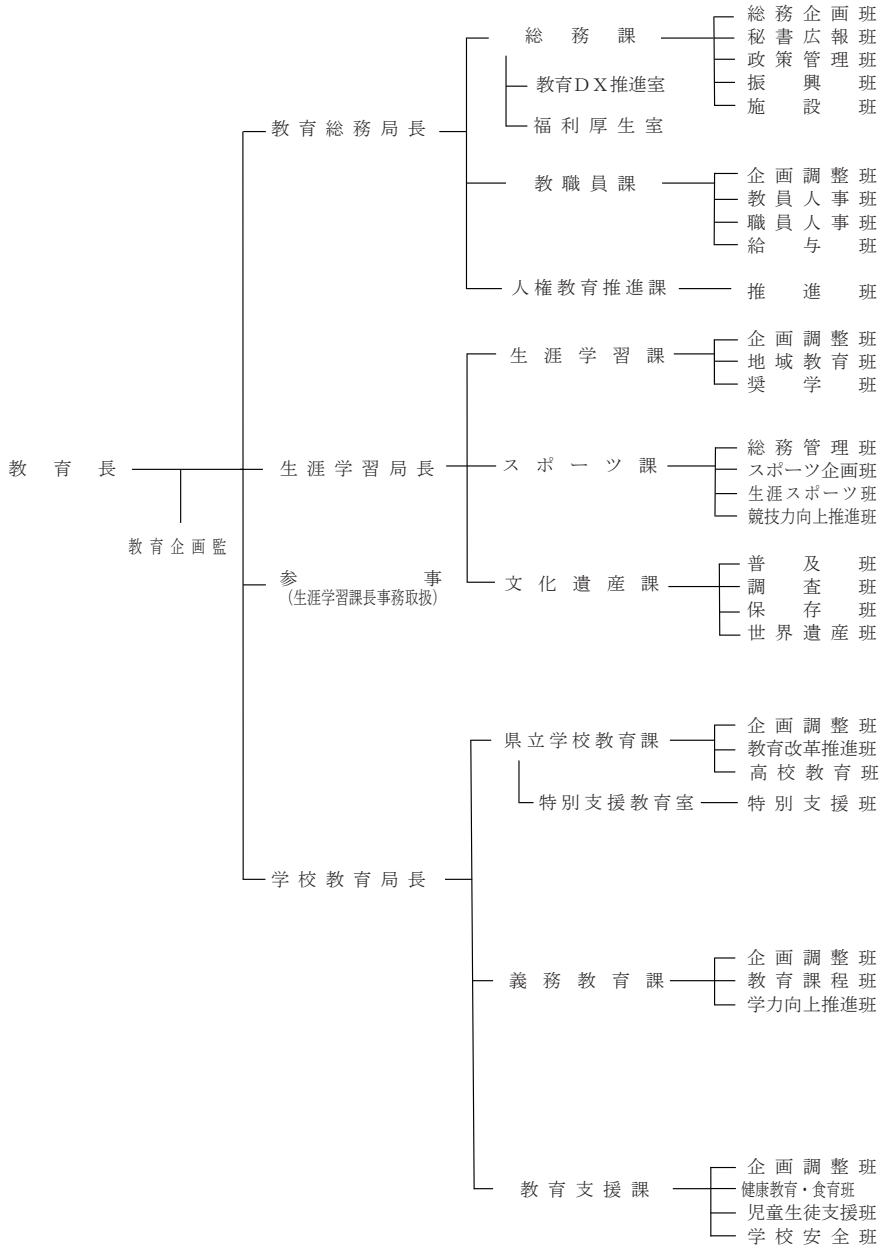 教育長
教育企画監
教育総務局長
総務課
総務企画班
秘書広報班
政策管理班
振興班
施設班
教育DX推進室
福利厚生室
教職員課
企画調整班
教員人事班
職員人事班
給与班
人権教育推進課
推進班
生涯学習局長
生涯学習課
企画調整班
地域教育班
奨学班
スポーツ課
総務管理班
スポーツ企画班
生涯スポーツ班
競技力向上推進班
文化遺産課
普及班
調査班
保存班
世界遺産班
参事
(生涯学習課長事務取扱)
学校教育局長
県立学校教育課
企画調整班
教育改革推進班
高校教育班
特別支援教育室
特別支援班
義務教育課
企画調整班
教育課程班
学力向上推進班
教育支援課
企画調整班
健康教育・食育班
児童生徒支援班
学校安全班